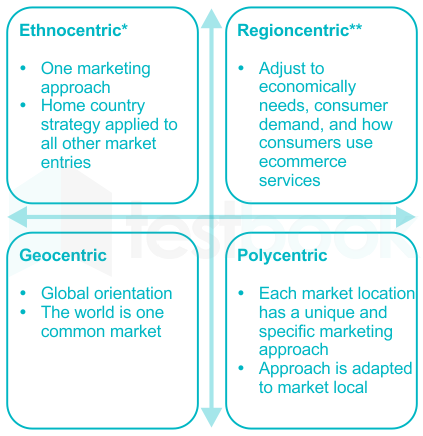 Ethnocentric*
• One marketing
approach
• Home country
strategy applied to
all other market
entries
Regioncentric**
• Adjust to
economically
needs, consumer
demand, and how
consumers use
ecommerce
services
Geocentric
• Global orientation
• The world is one
common market
Polycentric
• Each market location
has a unique and
specific marketing
approach
• Approach is adapted
to market local
testbook